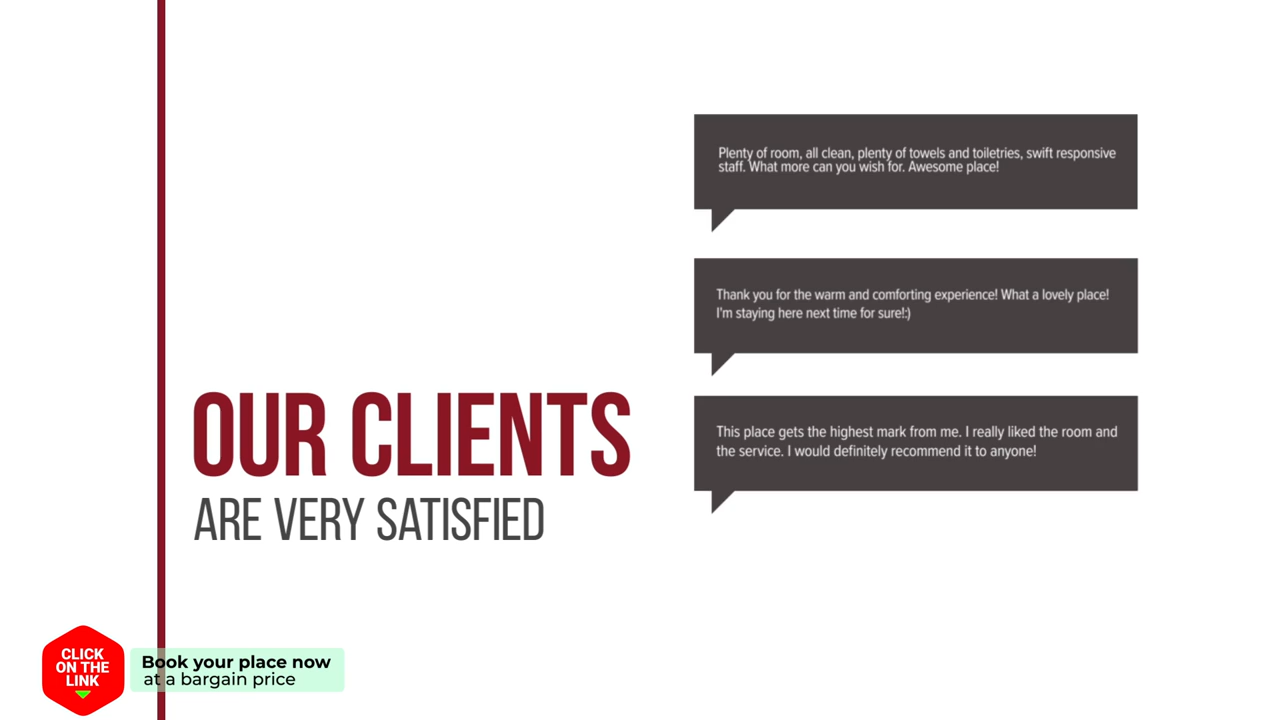 Plenty of room, all clean, plenty of towels and toiletries, swift responsive
staff. What more can you wish for. Awesome place!
Thank you for the warm and comforting experience! What a lovely place!
I'm staying here next time for sure!:)
This place gets the highest mark from me. I really liked the room and
the service. I would definitely recommend it to anyone!
OUR CLIENTS
ARE VERY SATISFIED
CLICK
ON THE
LINK
Book your place now
at a bargain price